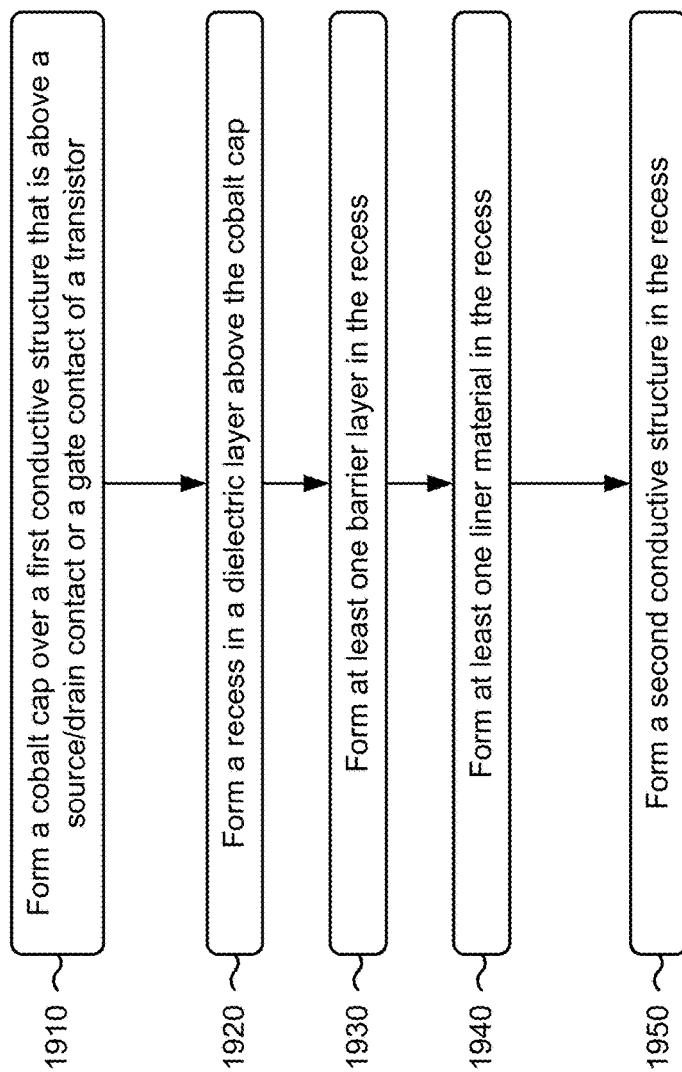 1910
Form a cobalt cap over a first conductive structure that is above a
source/drain contact or a gate contact of a transistor
1920
Form a recess in a dielectric layer above the cobalt cap
1930
Form at least one barrier layer in the recess
1940
Form at least one liner material in the recess
1950
Form a second conductive structure in the recess